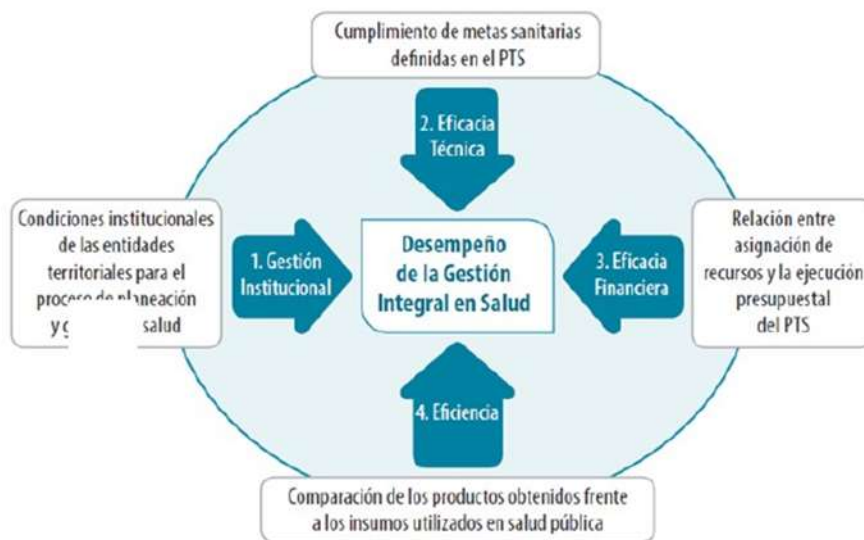 Cumplimiento de metas sanitarias
definidas en el PTS
2. Eficacia
Técnica
Condiciones institucionales
de las entidades
territoriales para el
proceso de planeación
y salud
1. Gestión
Institucional
Desempeño
de la Gestión
Integral en Salud
3. Eficacia
Financiera
Relación entre
asignación de
recursos y la ejecución
presupuestal
del PTS
4. Eficiencia
Comparación de los productos obtenidos frente
a los insumos utilizados en salud pública